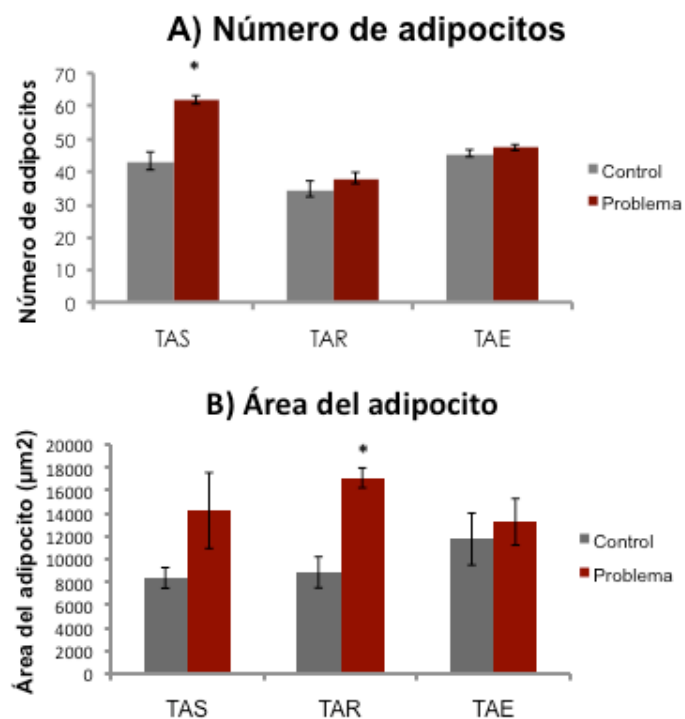 A) Número de adipocitos
Número de adipocitos
70
60
50
40
30
20
10
0
*
TAS
TAR
TAE
Control
Problema
B) Área del adipocito
Área del adipocito (µm2)
20000
18000
16000
14000
12000
10000
8000
6000
4000
2000
0
*
TAS
TAR
TAE
Control
Problema